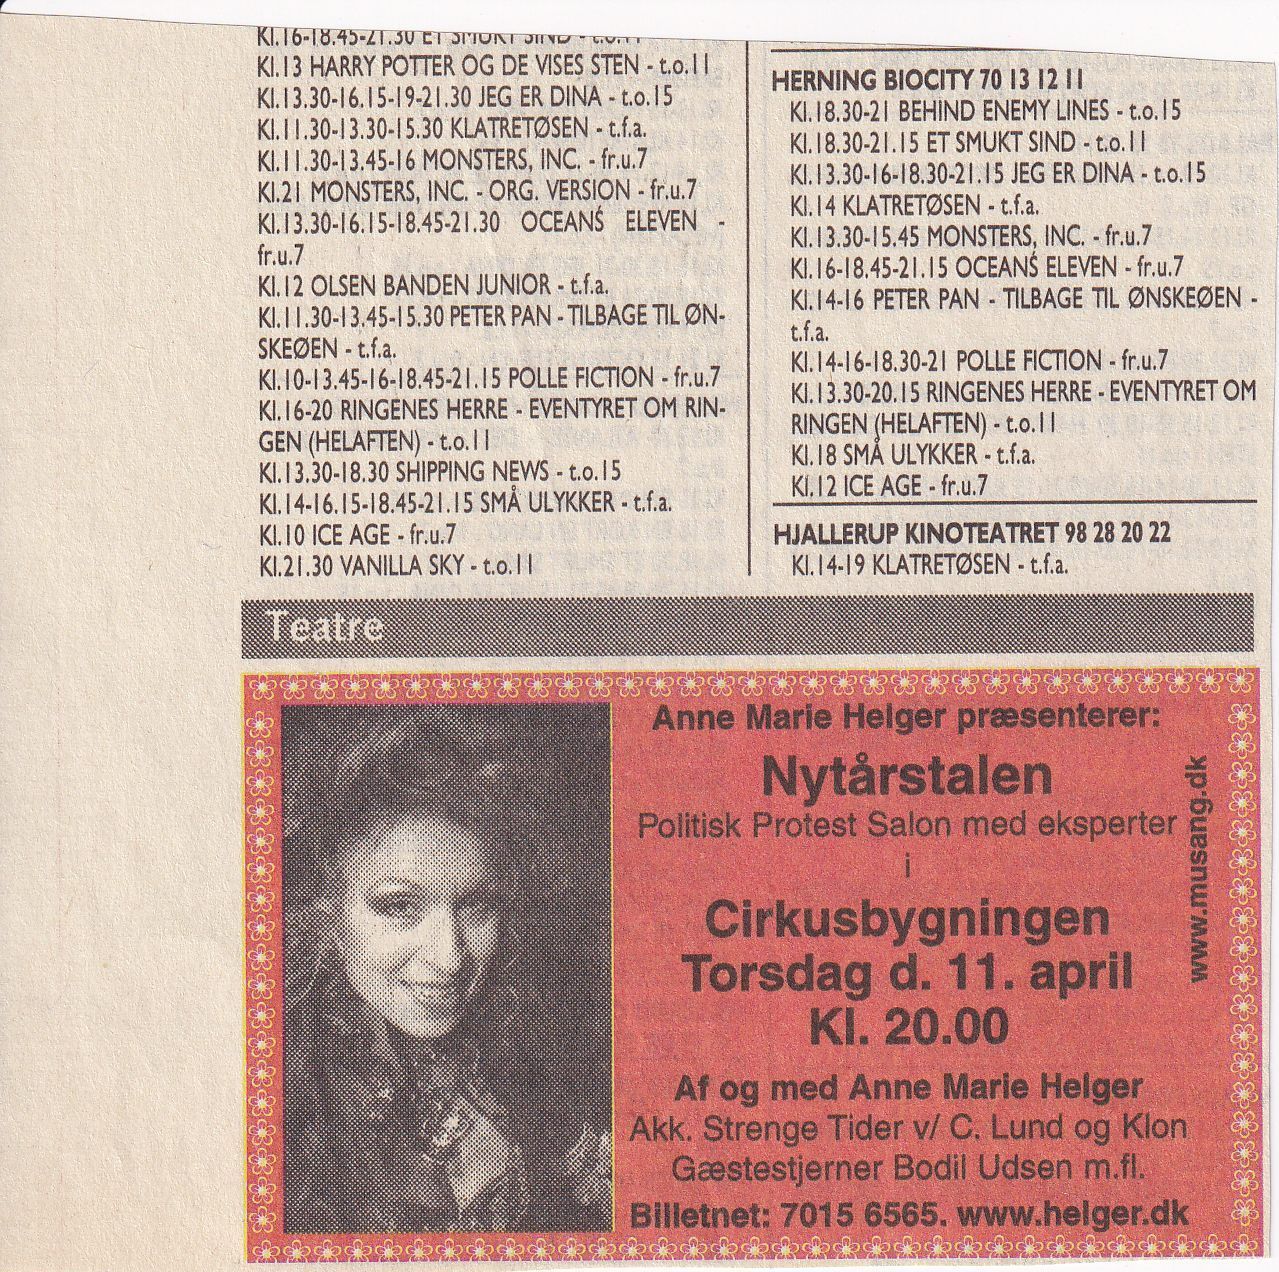 Kl.16-18.45-21.30 ET SMUKT SIND - t.o.11
Kl.13 HARRY POTTER OG DE VISES STEN - t.o.11
Kl.13.30-16.15-19-21.30 JEG ER DINA - t.o.15
Kl.11.30-13.30-15.30 KLATRETØSEN - t.f.a.
Kl.11.30-13.45-16 MONSTERS, INC. - fr.u.7
Kl.21 MONSTERS, INC. - ORG. VERSION - fr.u.7
Kl.13.30-16.15-18.45-21.30 OCEANŚ ELEVEN -
fr.u.7
Kl.12 OLSEN BANDEN JUNIOR - t.f.a.
Kl.11.30-13.45-15.30 PETER PAN - TILBAGE TIL ØN-
SKEØEN - t.f.a.
Kl.10-13.45-16-18.45-21.15 POLLE FICTION - fr.u.7
Kl.16-20 RINGENES HERRE - EVENTYRET OM RIN-
GEN (HELAFTEN) - t.o.11
Kl.13.30-18.30 SHIPPING NEWS - t.o.15
Kl.14-16.15-18.45-21.15 SMÅ ULYKKER - t.f.a.
Kl.10 ICE AGE - fr.u.7
Kl.21.30 VANILLA SKY - t.o.11
HERNING BIOCITY 70 13 12 11
Kl.18.30-21 BEHIND ENEMY LINES - t.o.15
Kl.18.30-21.15 ET SMUKT SIND - t.o.11
Kl.13.30-16-18.30-21.15 JEG ER DINA - t.o.15
Kl.14 KLATRETØSEN - t.f.a.
Kl.13.30-15.45 MONSTERS, INC. - fr.u.7
Kl.16-18.45-21.15 OCEANŚ ELEVEN - fr.u.7
Kl.14-16 PETER PAN - TILBAGE TIL ØNSKEØEN -
t.f.a.
Kl.14-16-18.30-21 POLLE FICTION - fr.u.7
Kl.13.30-20.15 RINGENES HERRE - EVENTYRET OM
RINGEN (HELAFTEN) - t.o.11
Kl.18 SMÅ ULYKKER - t.f.a.
Kl.12 ICE AGE - fr.u.7
HJALLERUP KINOTEATRET 98 28 20 22
Kl.14-19 KLATRETØSEN - t.f.a.
Teatre
Anne Marie Helger præsenterer:
Nytårstalen
Politisk Protest Salon med eksperter
i
Cirkusbygningen
Torsdag d. 11. april
Kl. 20.00
Af og med Anne Marie Helger
Akk. Strenge Tider v/ C. Lund og Klon
Gæstestjerner Bodil Udsen m.fl.
Billetnet: 7015 6565. www.helger.dk
www.musang.dk